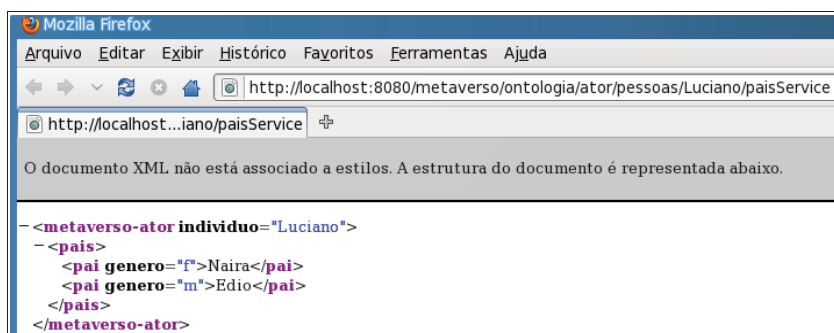 Mozilla Firefox
Arquivo Editar Exibir Histórico Favoritos Ferramentas Ajuda
http://localhost:8080/metaverso/ontologia/ator/pessoas/Luciano/paisService
http://localhost...iano/paisService
O documento XML não está associado a estilos. A estrutura do documento é representada abaixo.
−<metaverso-ator individuo="Luciano">
−<pais>
<pai genero="f">Naira</pai>
<pai genero="m">Edio</pai>
</pais>
</metaverso-ator>